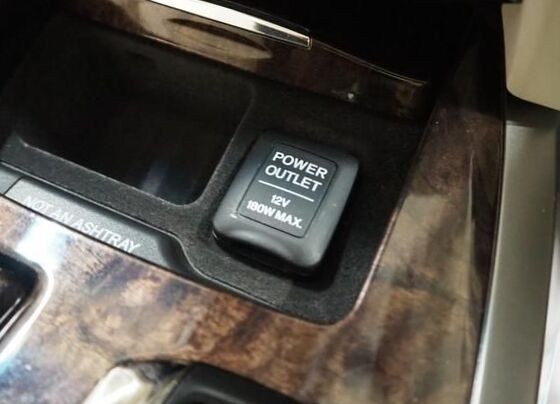 POWER
OUTLET
12V
180W MAX.
NOT AN ASHTRAY